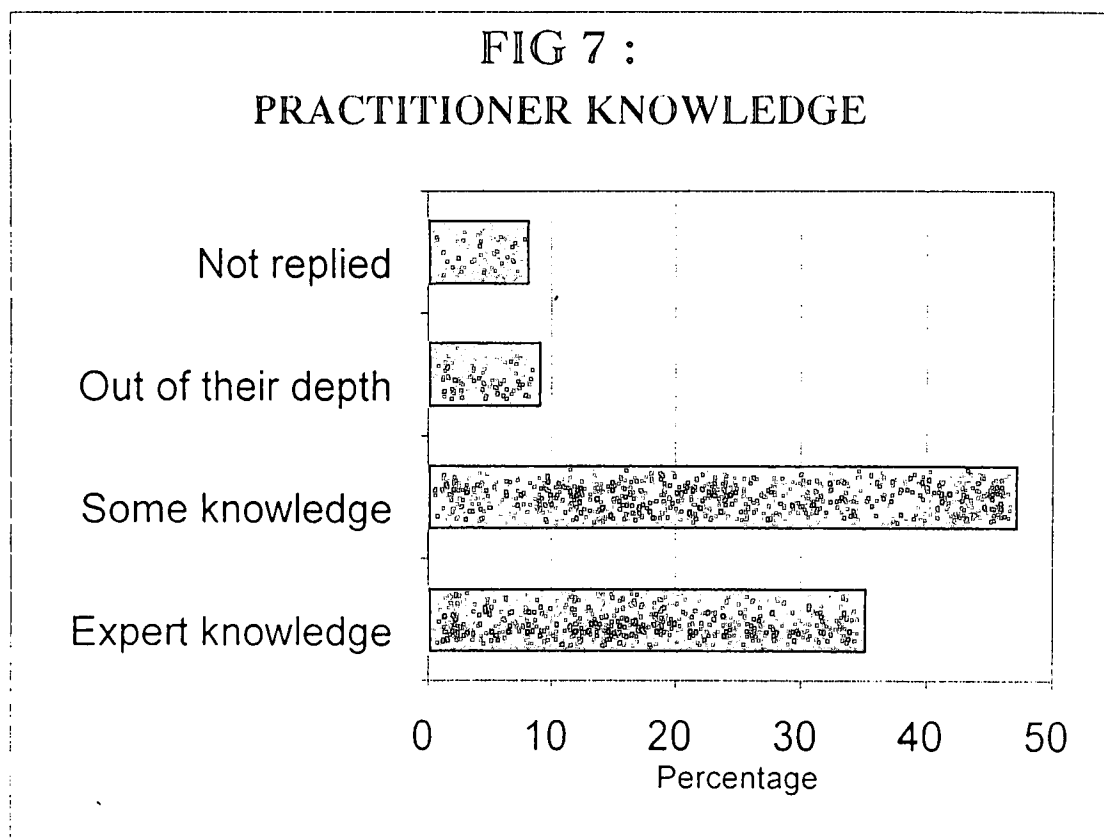 FIG 7 :
PRACTITIONER KNOWLEDGE
Not replied
Out of their depth
Some knowledge
Expert knowledge
0 10 20 30 40 50
Percentage